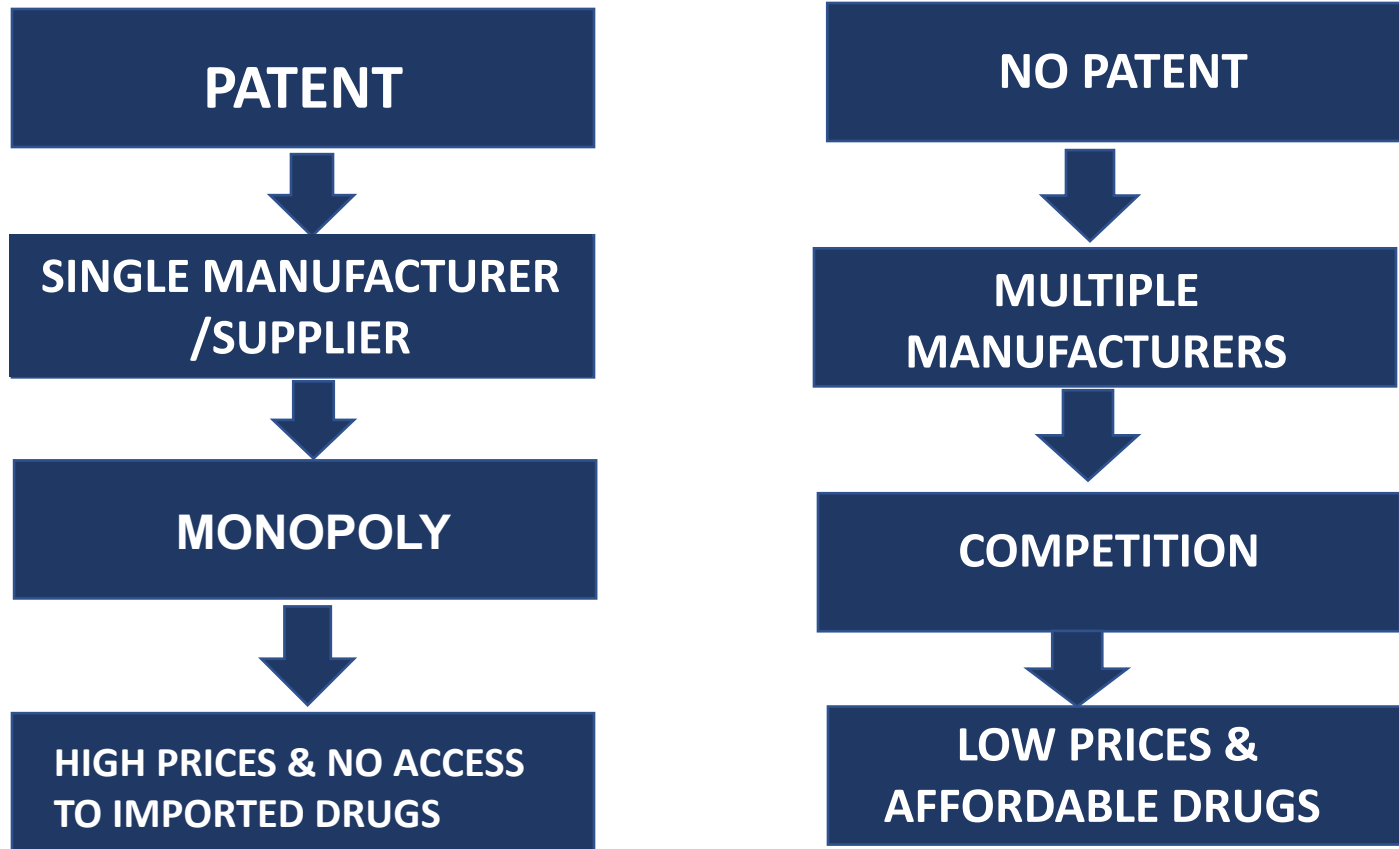 PATENT
SINGLE MANUFACTURER
/SUPPLIER
MONOPOLY
HIGH PRICES & NO ACCESS
TO IMPORTED DRUGS
NO PATENT
MULTIPLE
MANUFACTURERS
COMPETITION
LOW PRICES &
AFFORDABLE DRUGS